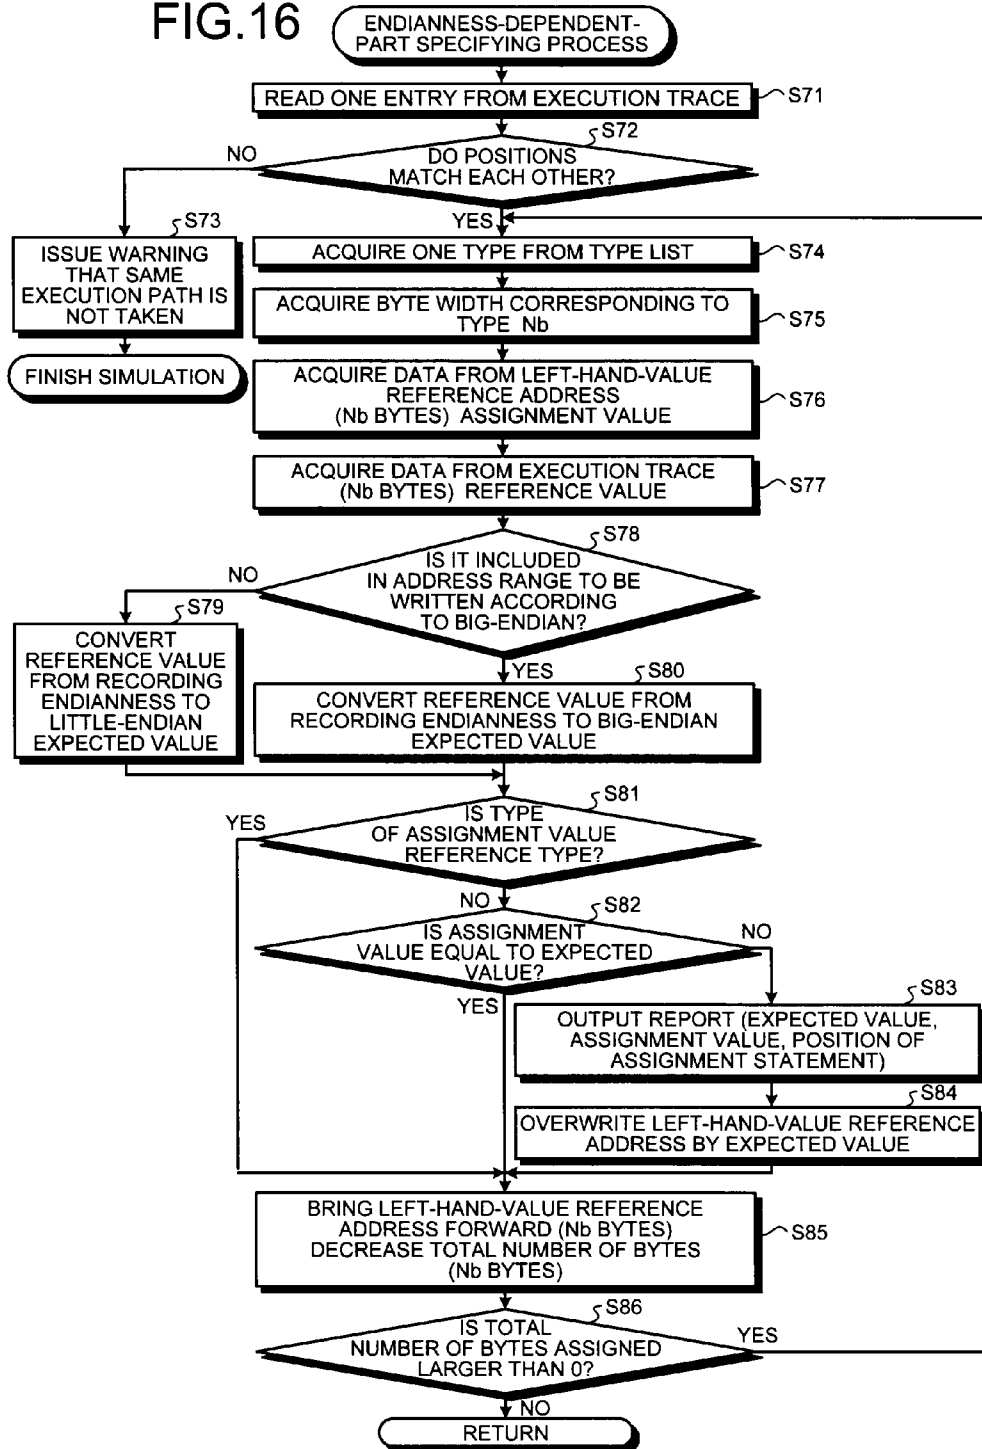 FIG.16
ENDIANNESS-DEPENDENT-
PART SPECIFYING PROCESS
READ ONE ENTRY FROM EXECUTION TRACE
S71
S72
DO POSITIONS
MATCH EACH OTHER?
NO
YES
S73
ISSUE WARNING
THAT SAME
EXECUTION PATH IS
NOT TAKEN
FINISH SIMULATION
ACQUIRE ONE TYPE FROM TYPE LIST
S74
ACQUIRE BYTE WIDTH CORRESPONDING TO
TYPE Nb
S75
ACQUIRE DATA FROM LEFT-HAND-VALUE
REFERENCE ADDRESS
(Nb BYTES) ASSIGNMENT VALUE
S76
ACQUIRE DATA FROM EXECUTION TRACE
(Nb BYTES) REFERENCE VALUE
S77
S78
IS IT INCLUDED
IN ADDRESS RANGE TO BE
WRITTEN ACCORDING
TO BIG-ENDIAN?
NO
YES
S79
CONVERT
REFERENCE VALUE
FROM RECORDING
ENDIANNESS TO
LITTLE-ENDIAN
EXPECTED VALUE
S80
CONVERT REFERENCE VALUE FROM
RECORDING ENDIANNESS TO BIG-ENDIAN
EXPECTED VALUE
S81
IS TYPE
OF ASSIGNMENT VALUE
REFERENCE TYPE?
YES
NO
S82
IS ASSIGNMENT
VALUE EQUAL TO EXPECTED
VALUE?
NO
YES
S83
OUTPUT REPORT (EXPECTED VALUE,
ASSIGNMENT VALUE, POSITION OF
ASSIGNMENT STATEMENT)
S84
OVERWRITE LEFT-HAND-VALUE REFERENCE
ADDRESS BY EXPECTED VALUE
BRING LEFT-HAND-VALUE REFERENCE
ADDRESS FORWARD (Nb BYTES)
DECREASE TOTAL NUMBER OF BYTES
(Nb BYTES)
S85
S86
IS TOTAL
NUMBER OF BYTES ASSIGNED
LARGER THAN 0?
YES
NO
RETURN